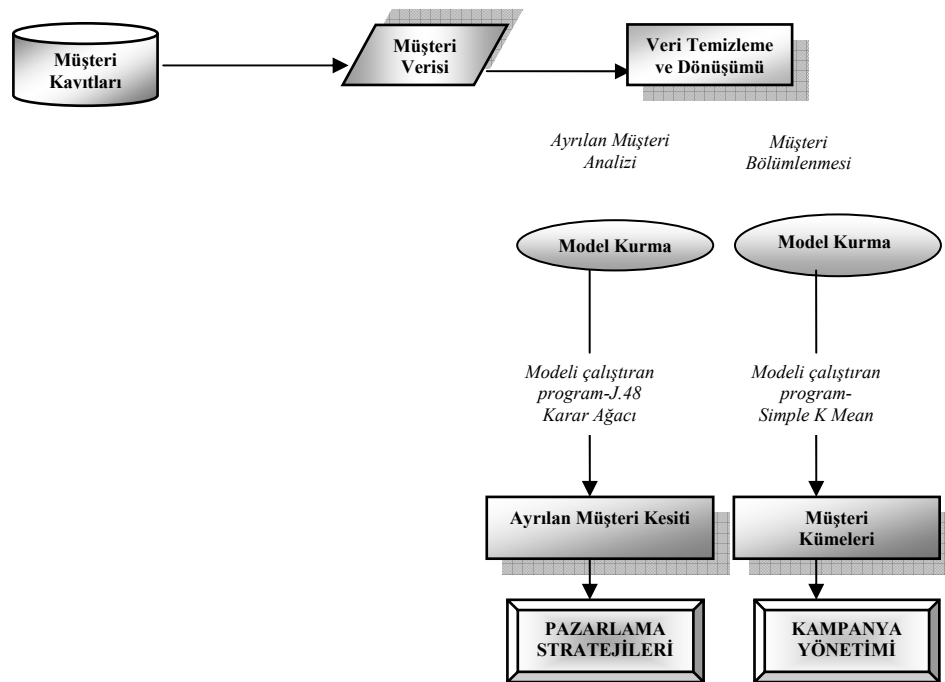 Müşteri
Kavıtları
Müşteri
Verisi
Veri Temizleme
ve Dönüşümü
Ayrılan Müşteri
Analizi
Müşteri
Bölümlenmesi
Model Kurma
Model Kurma
Modeli çalıştıran
program-J.48
Karar Ağacı
Modeli çalıştıran
program-
Simple K Mean
Ayrılan Müşteri Kesiti
Müşteri
Kümeleri
PAZARLAMA
STRATEJİLERİ
KAMPANYA
YÖNETİMİ